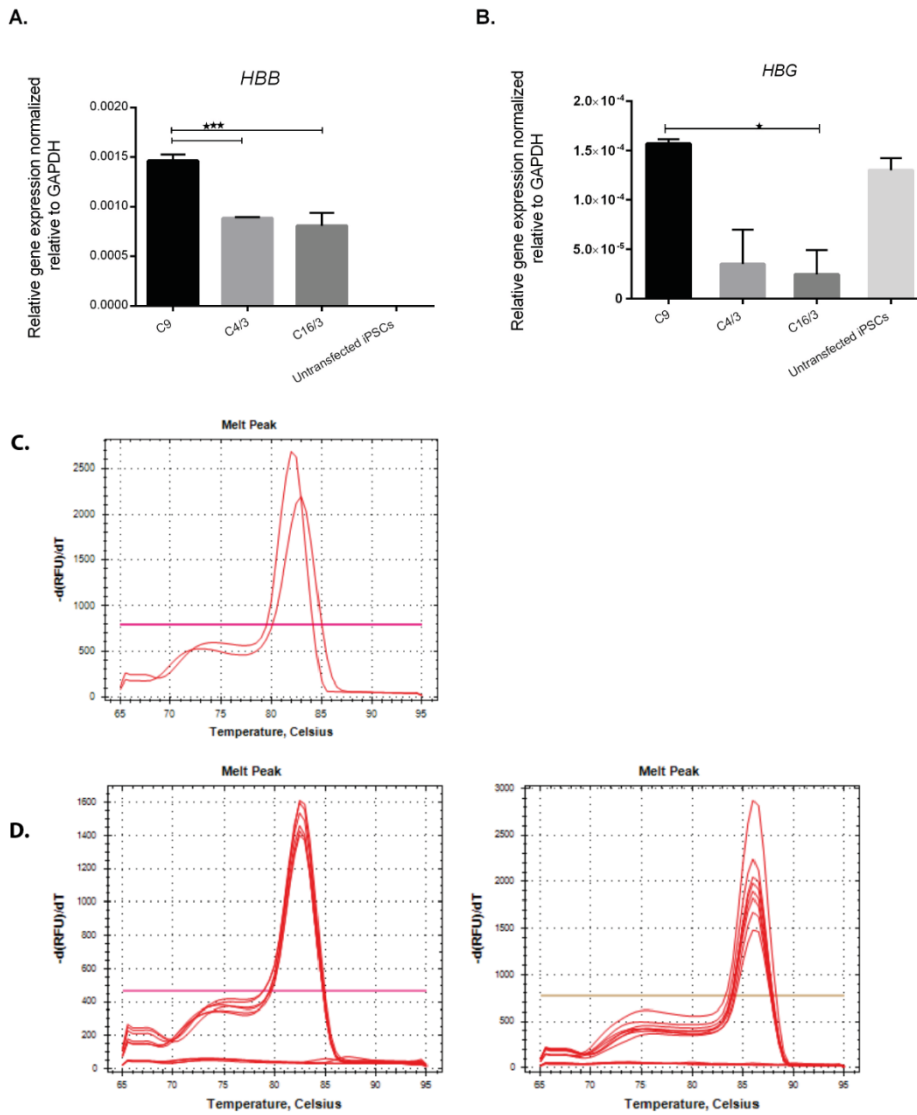 A.
HBB
Relative gene expression normalized
relative to GAPDH
0.0020
0.0015
0.0010
0.0005
0.0000
★★★
C9
C4/3
C16/3
Untransfected iPSCs
B.
HBG
Relative gene expression normalized
relative to GAPDH
2.0×10⁻⁴
1.5×10⁻⁴
1.0×10⁻⁴
5.0×10⁻⁵
0
★
C9
C4/3
C16/3
Untransfected iPSCs
C.
Melt Peak
-d(RFU)/dT
2500
2000
1500
1000
500
0
65 70 75 80 85 90 95
Temperature, Celsius
D.
Melt Peak
-d(RFU)/dT
1600
1400
1200
1000
800
600
400
200
0
65 70 75 80 85 90 95
Temperature, Celsius
Melt Peak
-d(RFU)/dT
3000
2500
2000
1500
1000
500
0
65 70 75 80 85 90 95
Temperature, Celsius